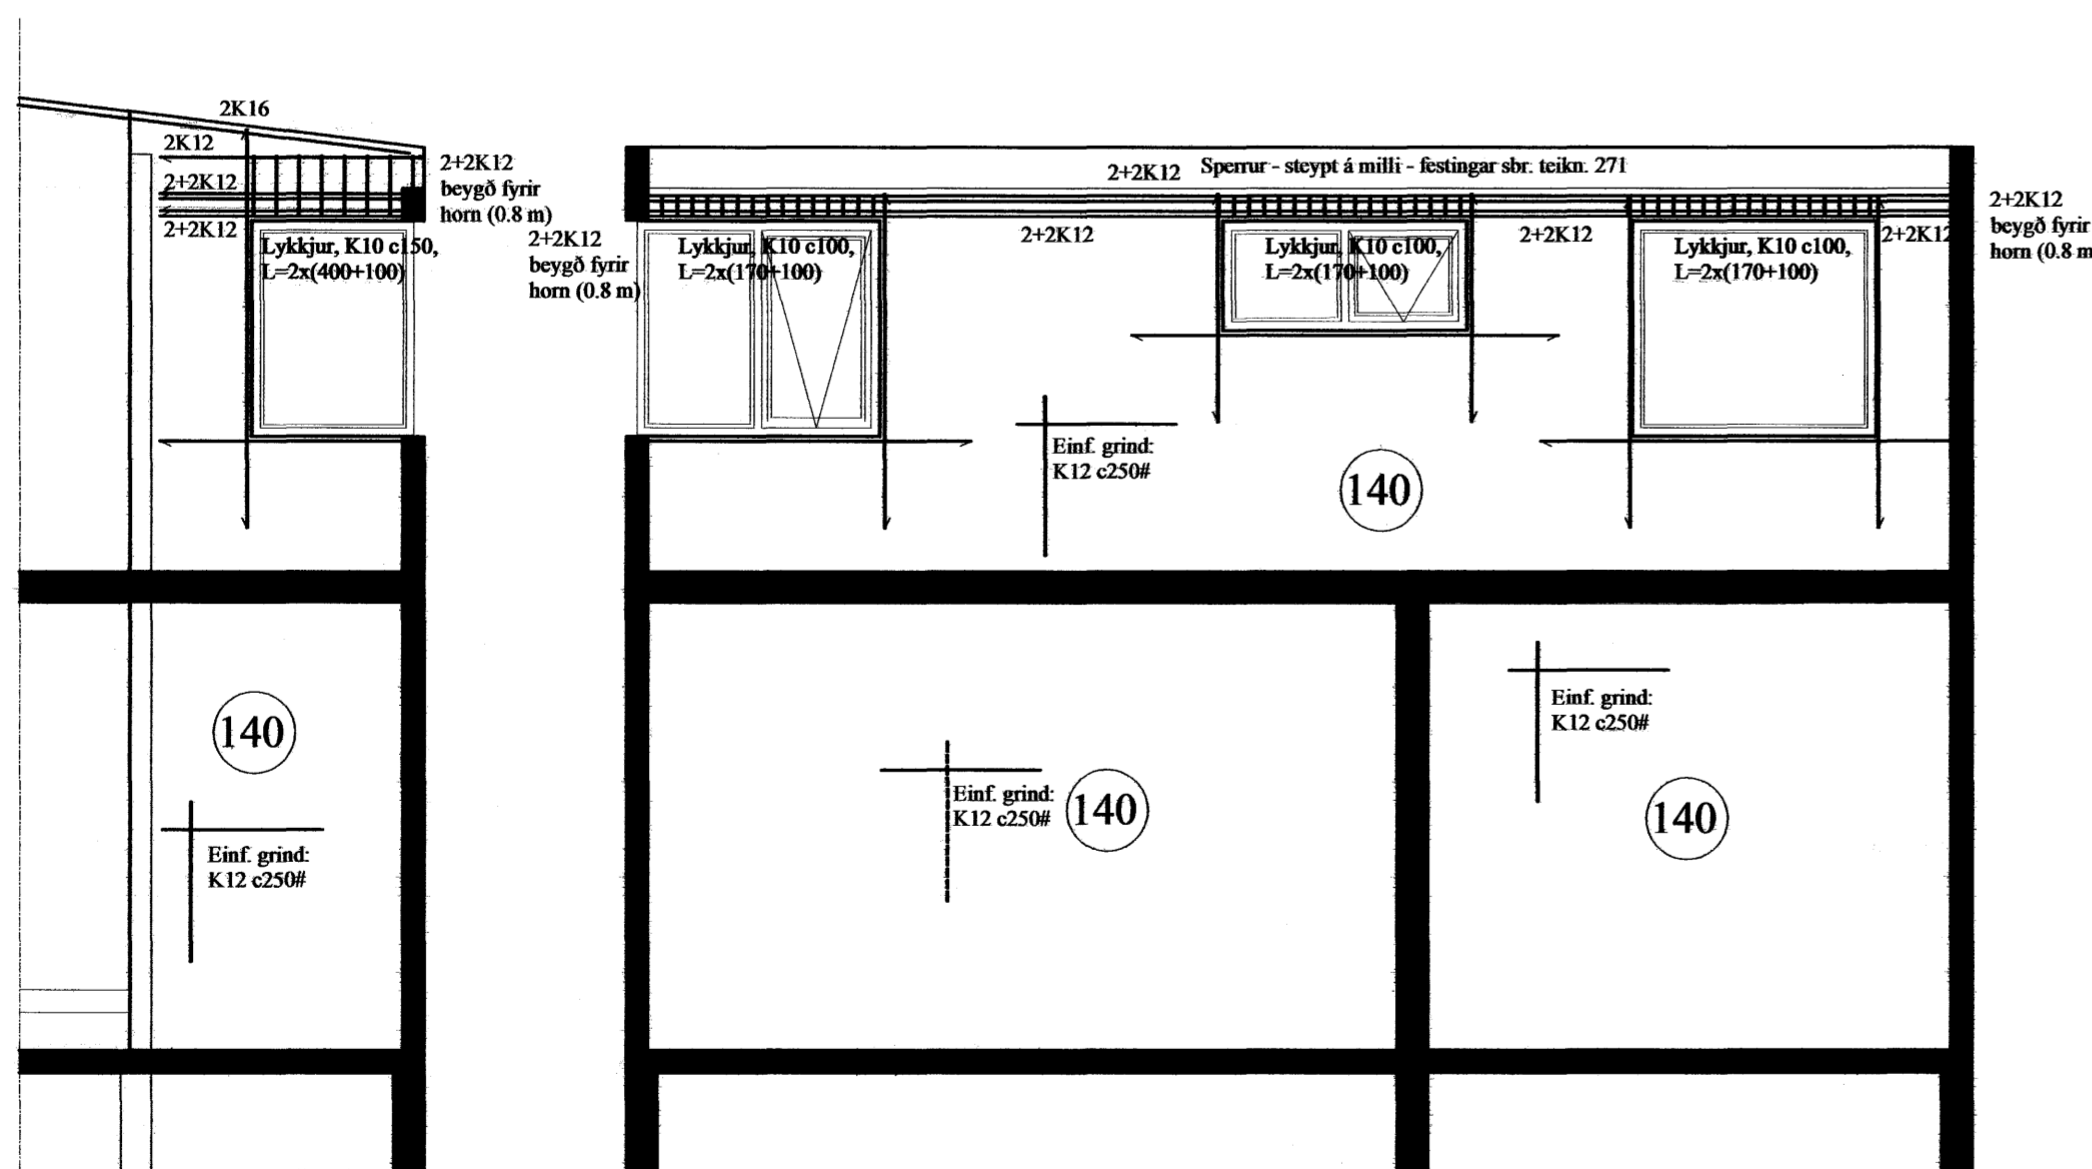 2K16
2K12
2+2K12
2+2K12
2+2K12
beygð fyrir
horn (0.8 m)
Lykkjur, K10 c150,
L=2x(400+100)
2+2K12
beygð fyrir
horn (0.8 m)
Lykkjur, K10 c100,
L=2x(170+100)
2+2K12
Sperrur - steypt á milli - festingar sbr. teikn. 271
2+2K12
Lykkjur, K10 c100,
L=2x(170+100)
2+2K12
Lykkjur, K10 c100,
L=2x(170+100)
2+2K12
2+2K12
beygð fyrir
horn (0.8 m
Einf. grind:
K12 c250#
140
140
Einf. grind:
K12 c250#
Einf. grind:
K12 c250#
140
Einf. grind:
K12 c250#
140